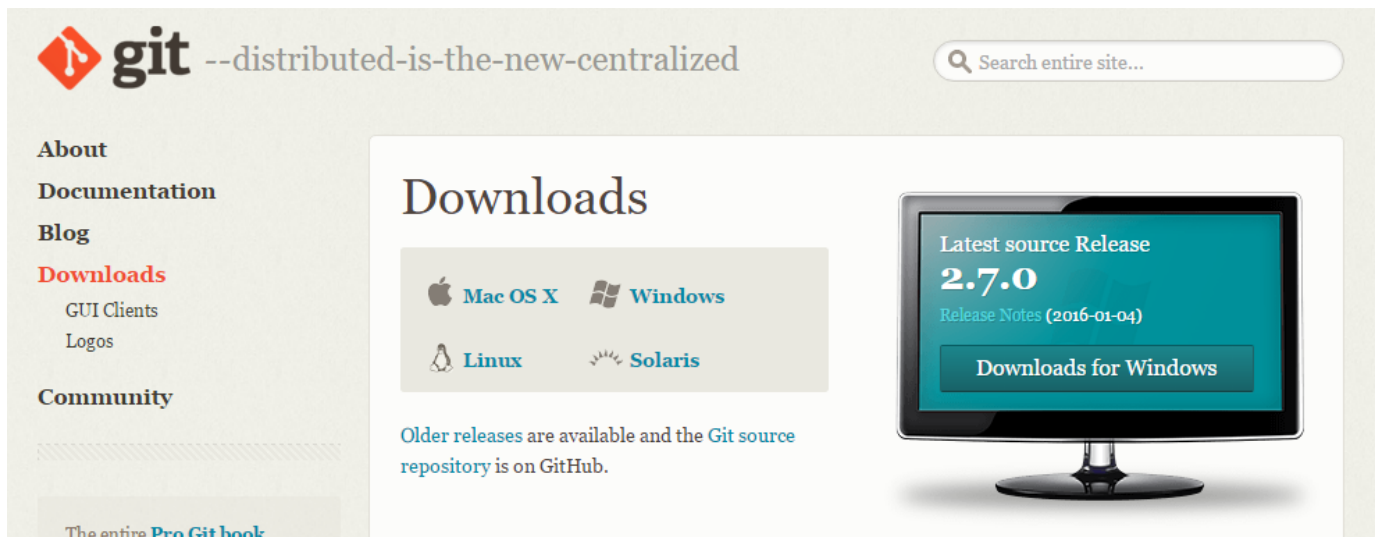 git --distributed-is-the-new-centralized
Search entire site...
About
Documentation
Blog
Downloads
GUI Clients
Logos
Community
The entire Pro Git book
Downloads
Mac OS X
Windows
Linux
Solaris
Older releases are available and the Git source
repository is on GitHub.
Latest source Release
2.7.0
Release Notes (2016-01-04)
Downloads for Windows